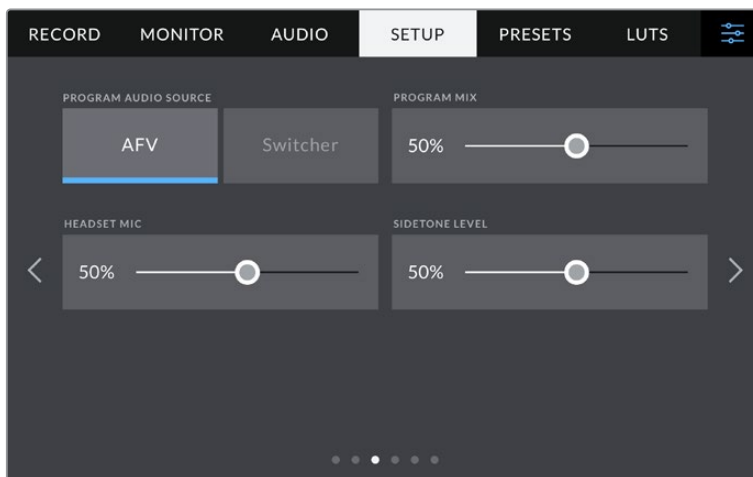 RECORD MONITOR AUDIO SETUP PRESETS LUTS
PROGRAM AUDIO SOURCE PROGRAM MIX
AFV Switcher 50%
HEADSET MIC SIDETONE LEVEL
50% 50%